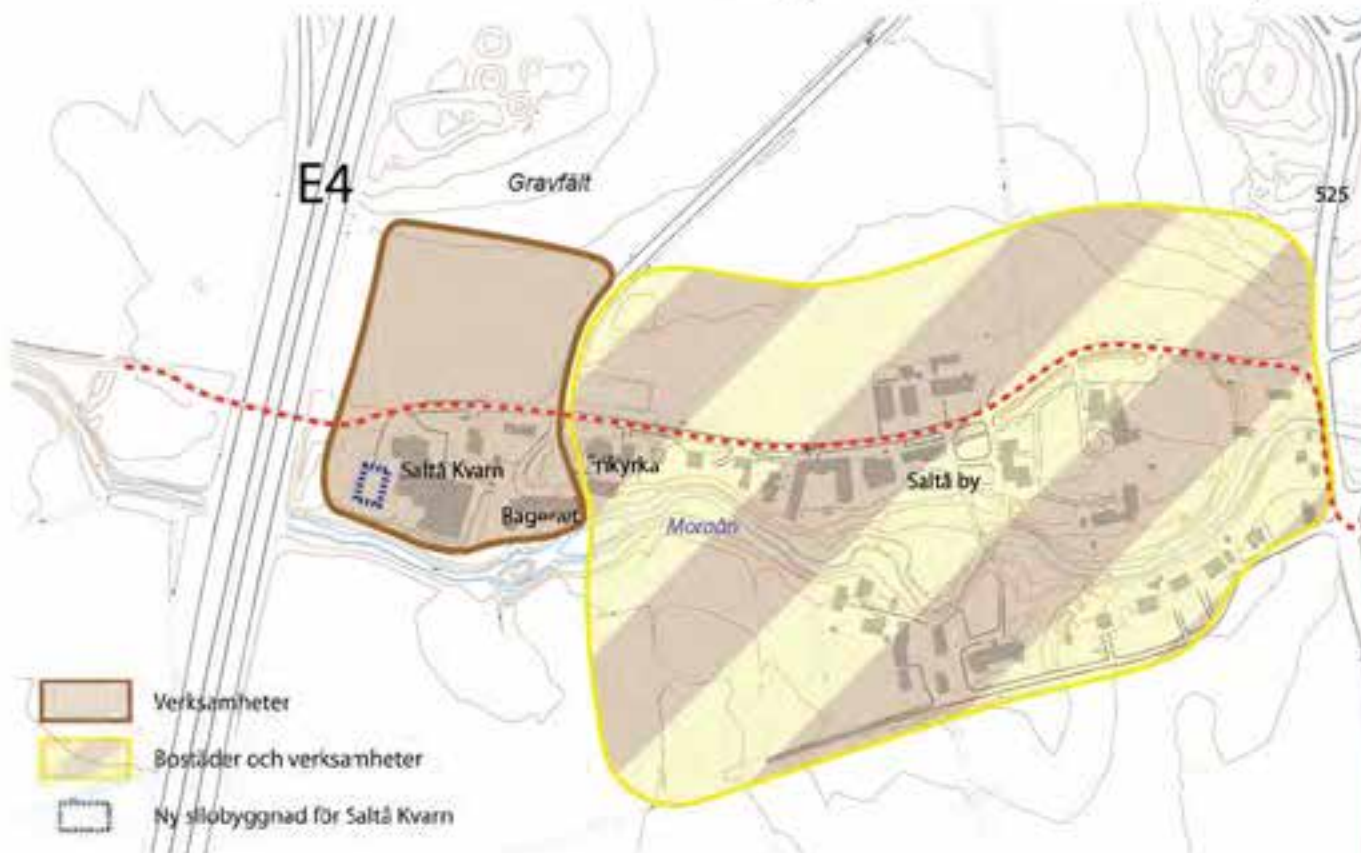 E4
Gravfält
525
Saltå Kvarn
Frikyrka
Saltå by
Bageriet
Moraån
Verksamheter
Bostäder och verksamheter
Ny silobyggnad för Saltå Kvarn